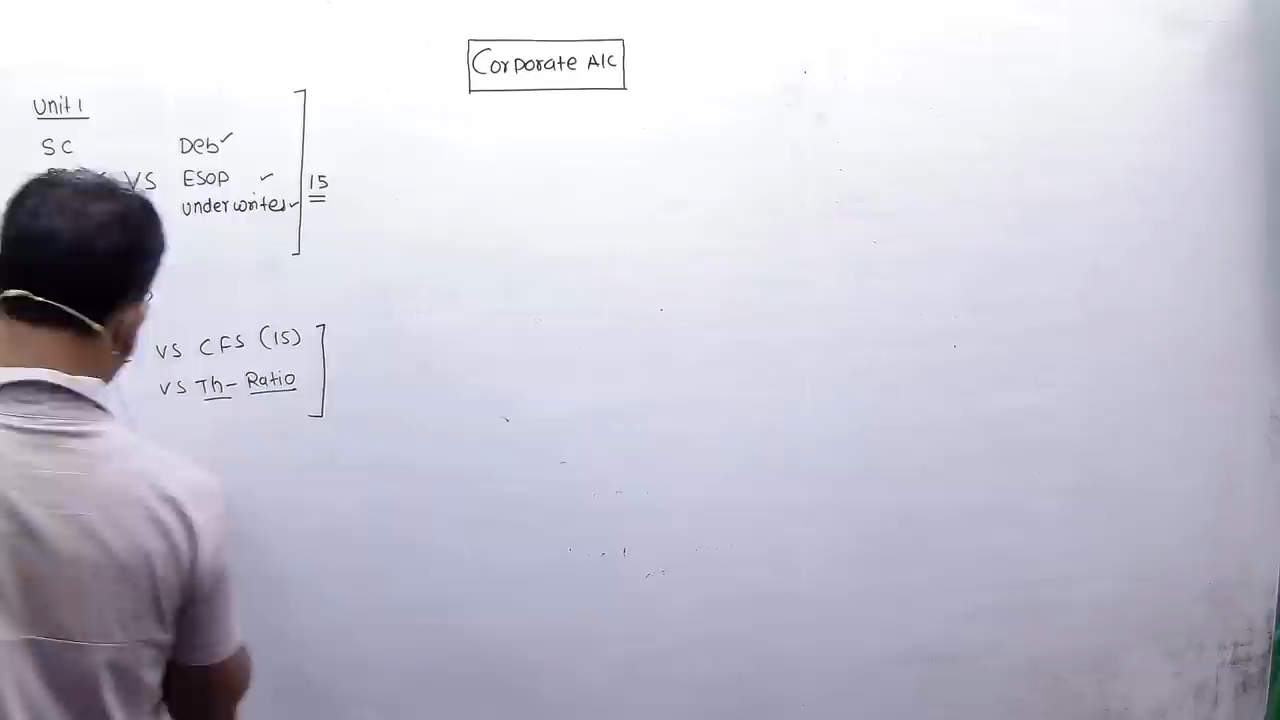 Corporate A/C
Unit 1
SC Deb ✓
VS ESOP ✓
underwriter ✓
15
VS CFS (15)
VS Th- Ratio